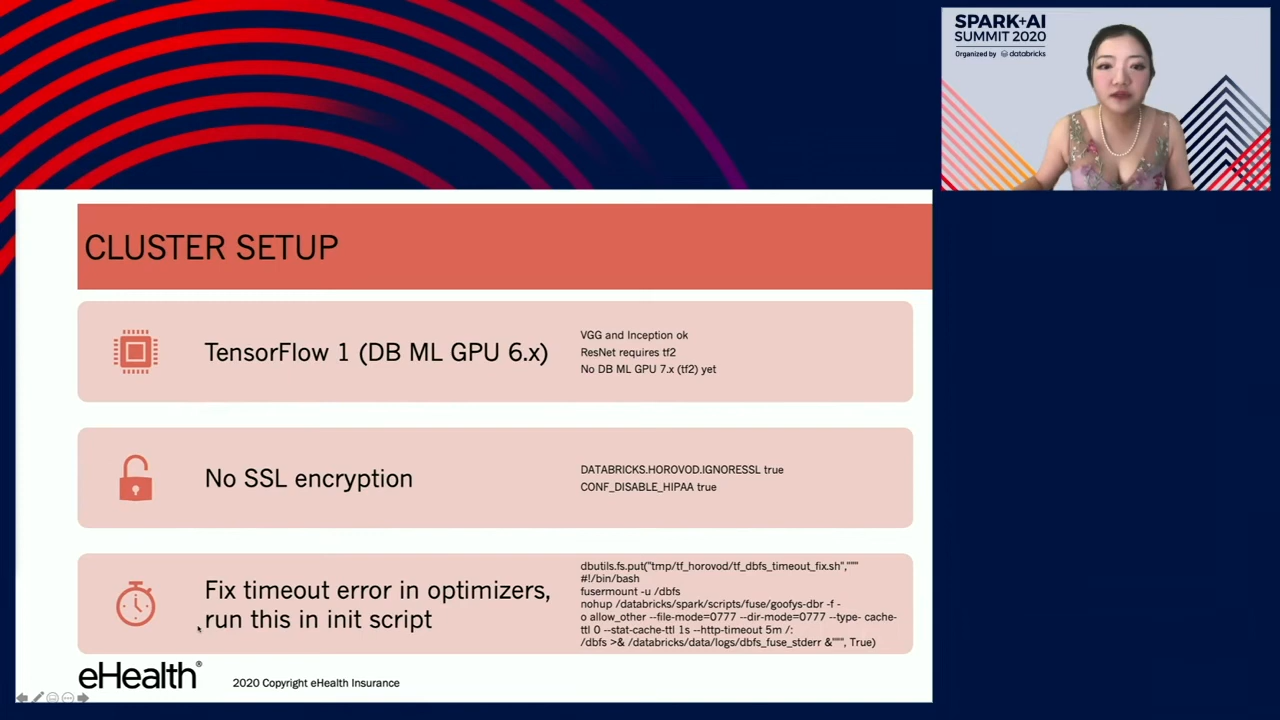 SPARK+AI
SUMMIT 2020
Organized by databricks
CLUSTER SETUP
TensorFlow 1 (DB ML GPU 6.x)
VGG and Inception ok
ResNet requires tf2
No DB ML GPU 7.x (tf2) yet
No SSL encryption
DATABRICKS.HOROVOD.IGNORESSL true
CONF_DISABLE_HIPAA true
Fix timeout error in optimizers,
run this in init script
dbutils.fs.put("tmp/tf_horovod/tf_dbfs_timeout_fix.sh","""
#!/bin/bash
fusermount -u /dbfs
nohup /databricks/spark/scripts/fuse/goofys-dbr -f -
o allow_other --file-mode=0777 --dir-mode=0777 --type- cache-
ttl 0 --stat-cache-ttl 1s --http-timeout 5m /:
/dbfs >& /databricks/data/logs/dbfs_fuse_stderr &""", True)
eHealth®
2020 Copyright eHealth Insurance